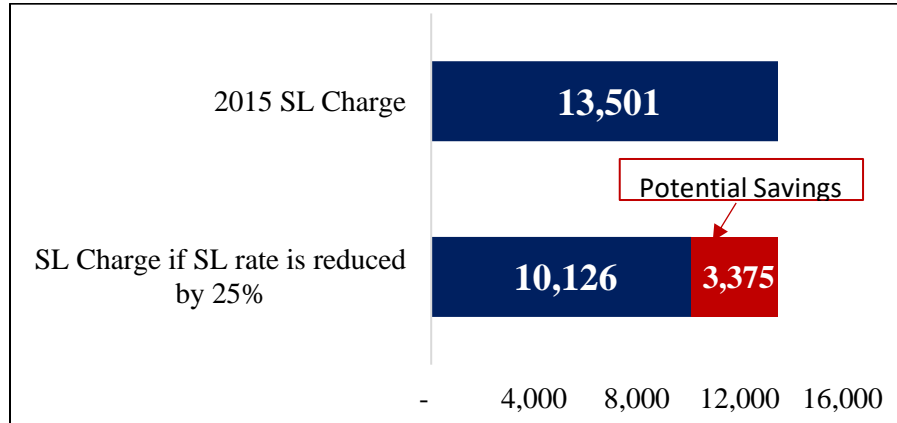 2015 SL Charge
13,501
Potential Savings
SL Charge if SL rate is reduced
by 25%
10,126
3,375
- 4,000 8,000 12,000 16,000